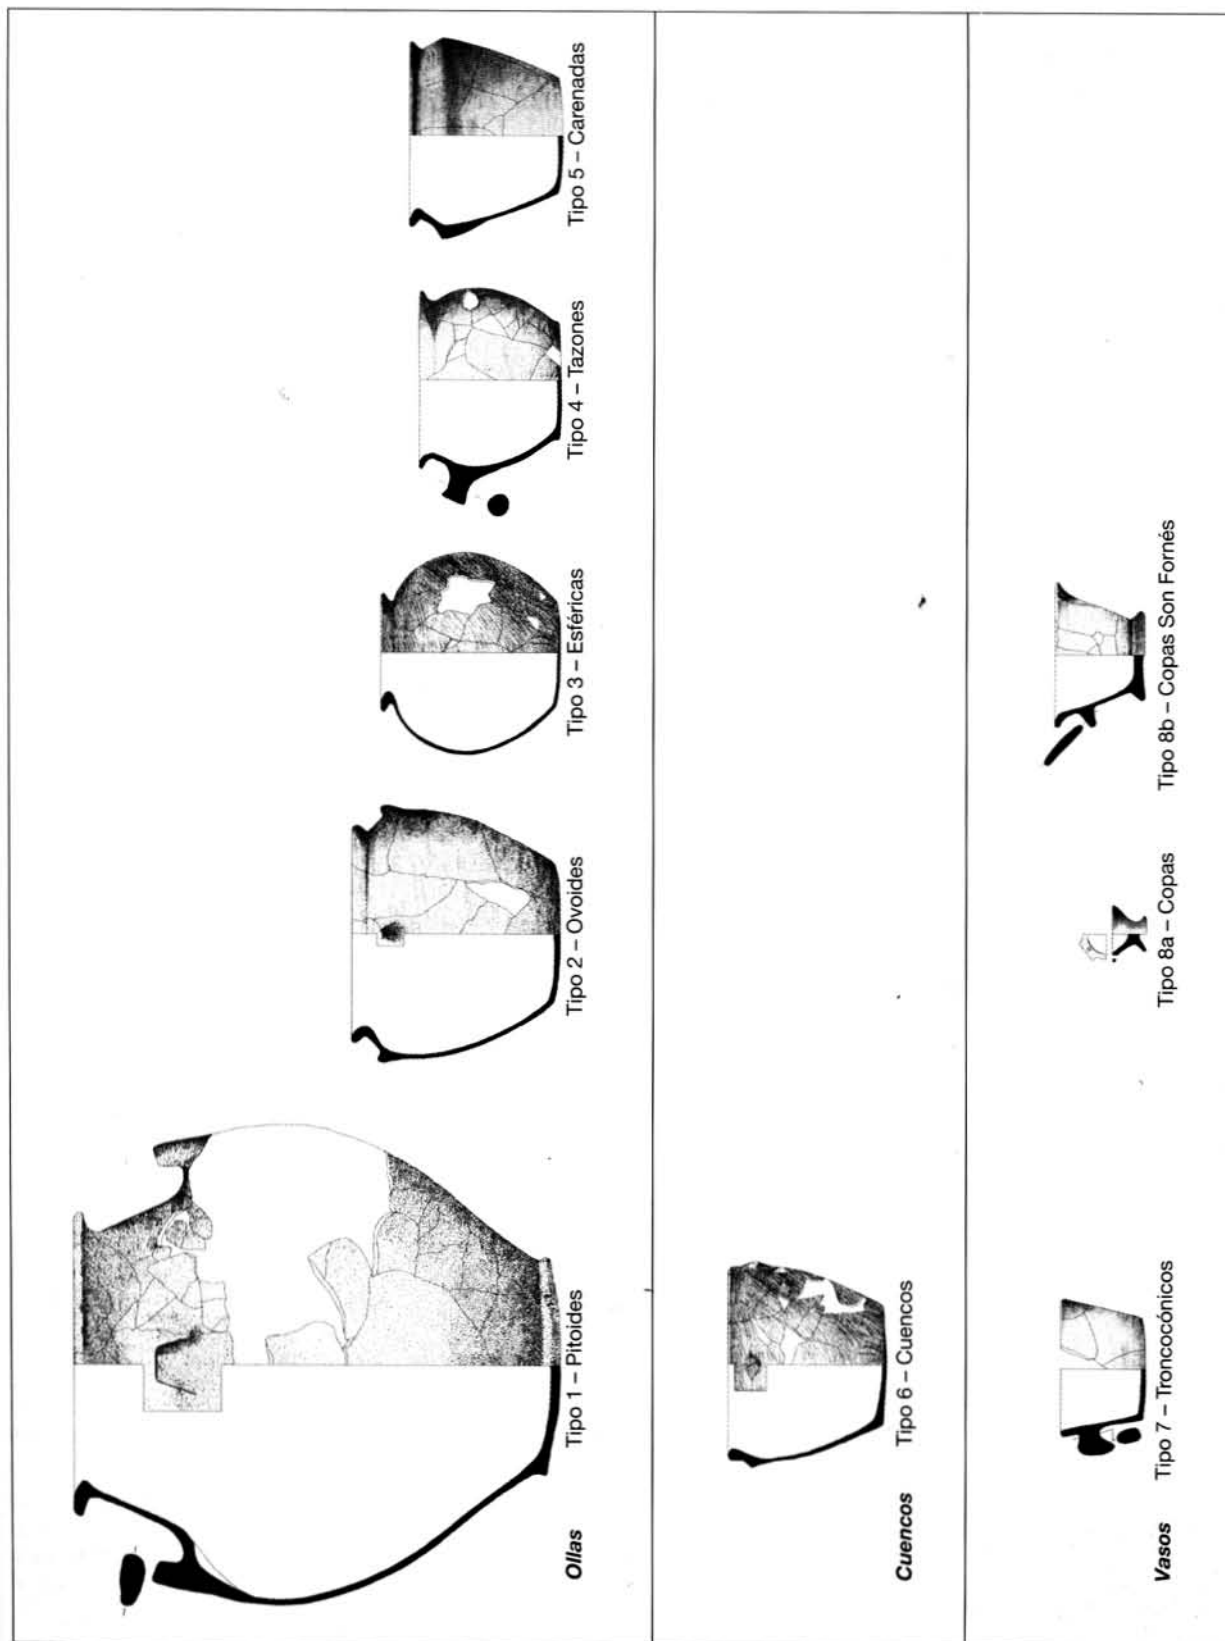 Ollas
Tipo 1 – Pitoides
Tipo 2 – Ovoides
Tipo 3 – Esféricas
Tipo 4 – Tazones
Tipo 5 – Carenadas
Cuencos
Tipo 6 – Cuencos
Vasos
Tipo 7 – Troncocónicos
Tipo 8a – Copas
Tipo 8b – Copas Son Fornés